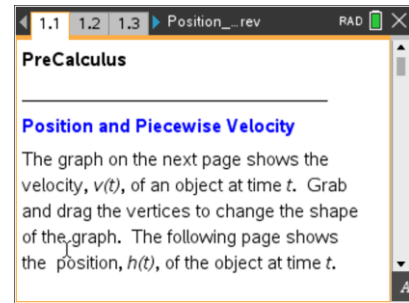 1.1 1.2 1.3 Position_...rev RAD
PreCalculus
Position and Piecewise Velocity
The graph on the next page shows the
velocity, v(t), of an object at time t. Grab
and drag the vertices to change the shape
of the graph. The following page shows
the position, h(t), of the object at time t.
A